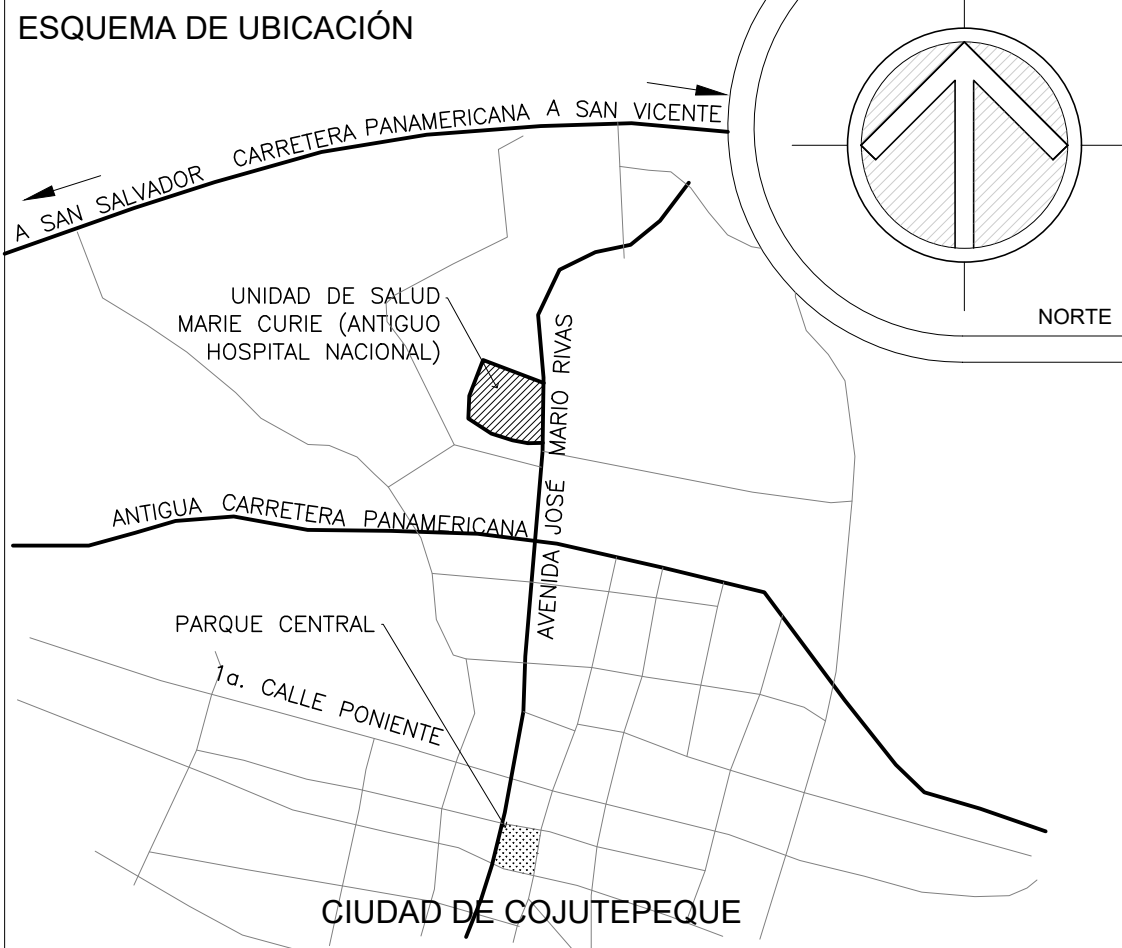 ESQUEMA DE UBICACIÓN
A SAN SALVADOR CARRETERA PANAMERICANA A SAN VICENTE
NORTE
UNIDAD DE SALUD
MARIE CURIE (ANTIGUO
HOSPITAL NACIONAL)
AVENIDA JOSÉ MARIO RIVAS
ANTIGUA CARRETERA PANAMERICANA
PARQUE CENTRAL
1a. CALLE PONIENTE
CIUDAD DE COJUTEPEQUE